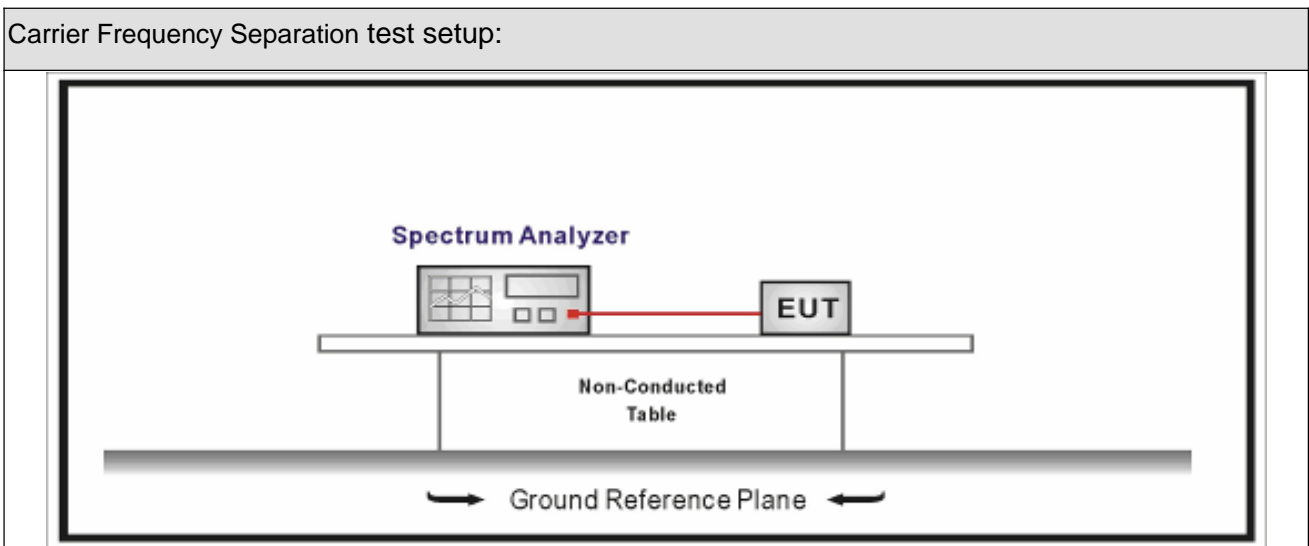 Carrier Frequency Separation test setup:
Spectrum Analyzer
EUT
Non-Conducted
Table
Ground Reference Plane